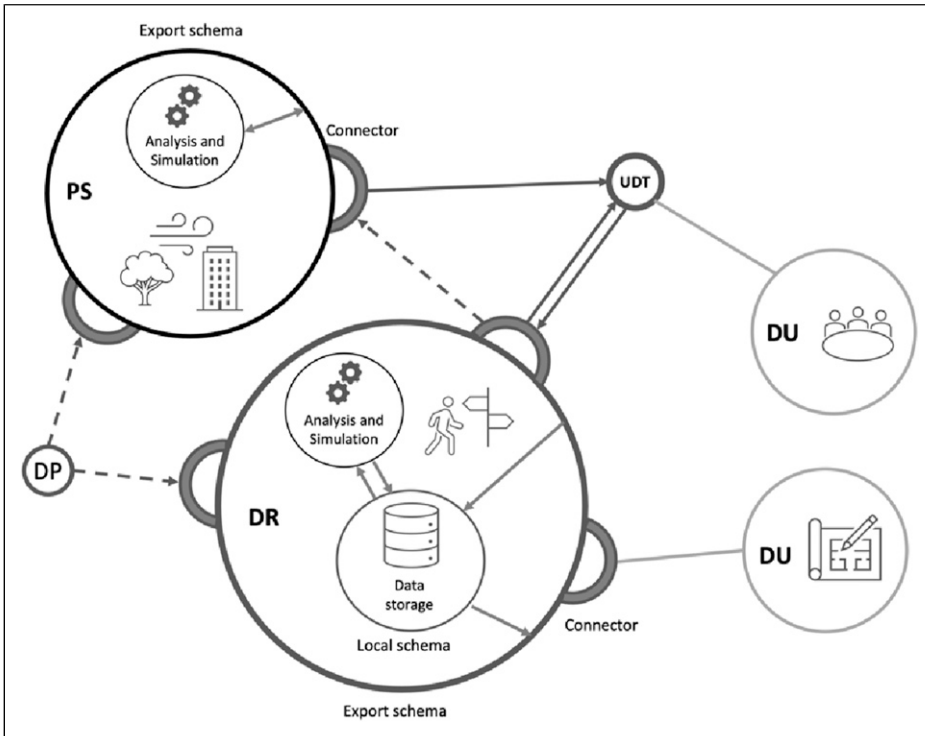 Export schema
Analysis and
Simulation
Connector
PS
UDT
DU
Analysis and
Simulation
DP
DR
Data
storage
DU
Local schema
Connector
Export schema